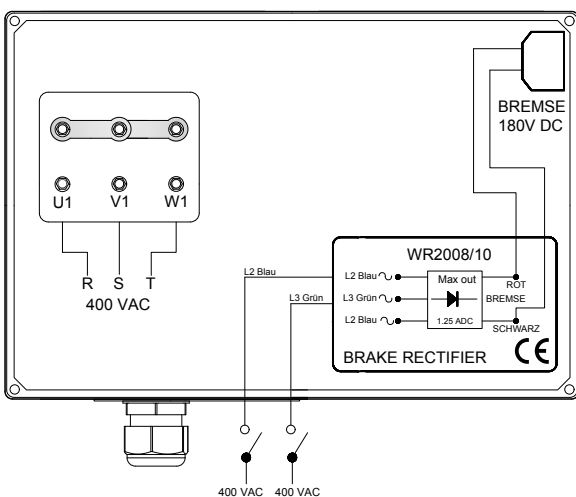 BREMSE
180V DC
U1 V1 W1
R S T
400 VAC
WR2008/10
L2 Blau
L2 Blau
Max out
ROT
L3 Grün
L3 Grün
BREMSE
L2 Blau
1.25 ADC
SCHWARZ
BRAKE RECTIFIER
CE
400 VAC 400 VAC